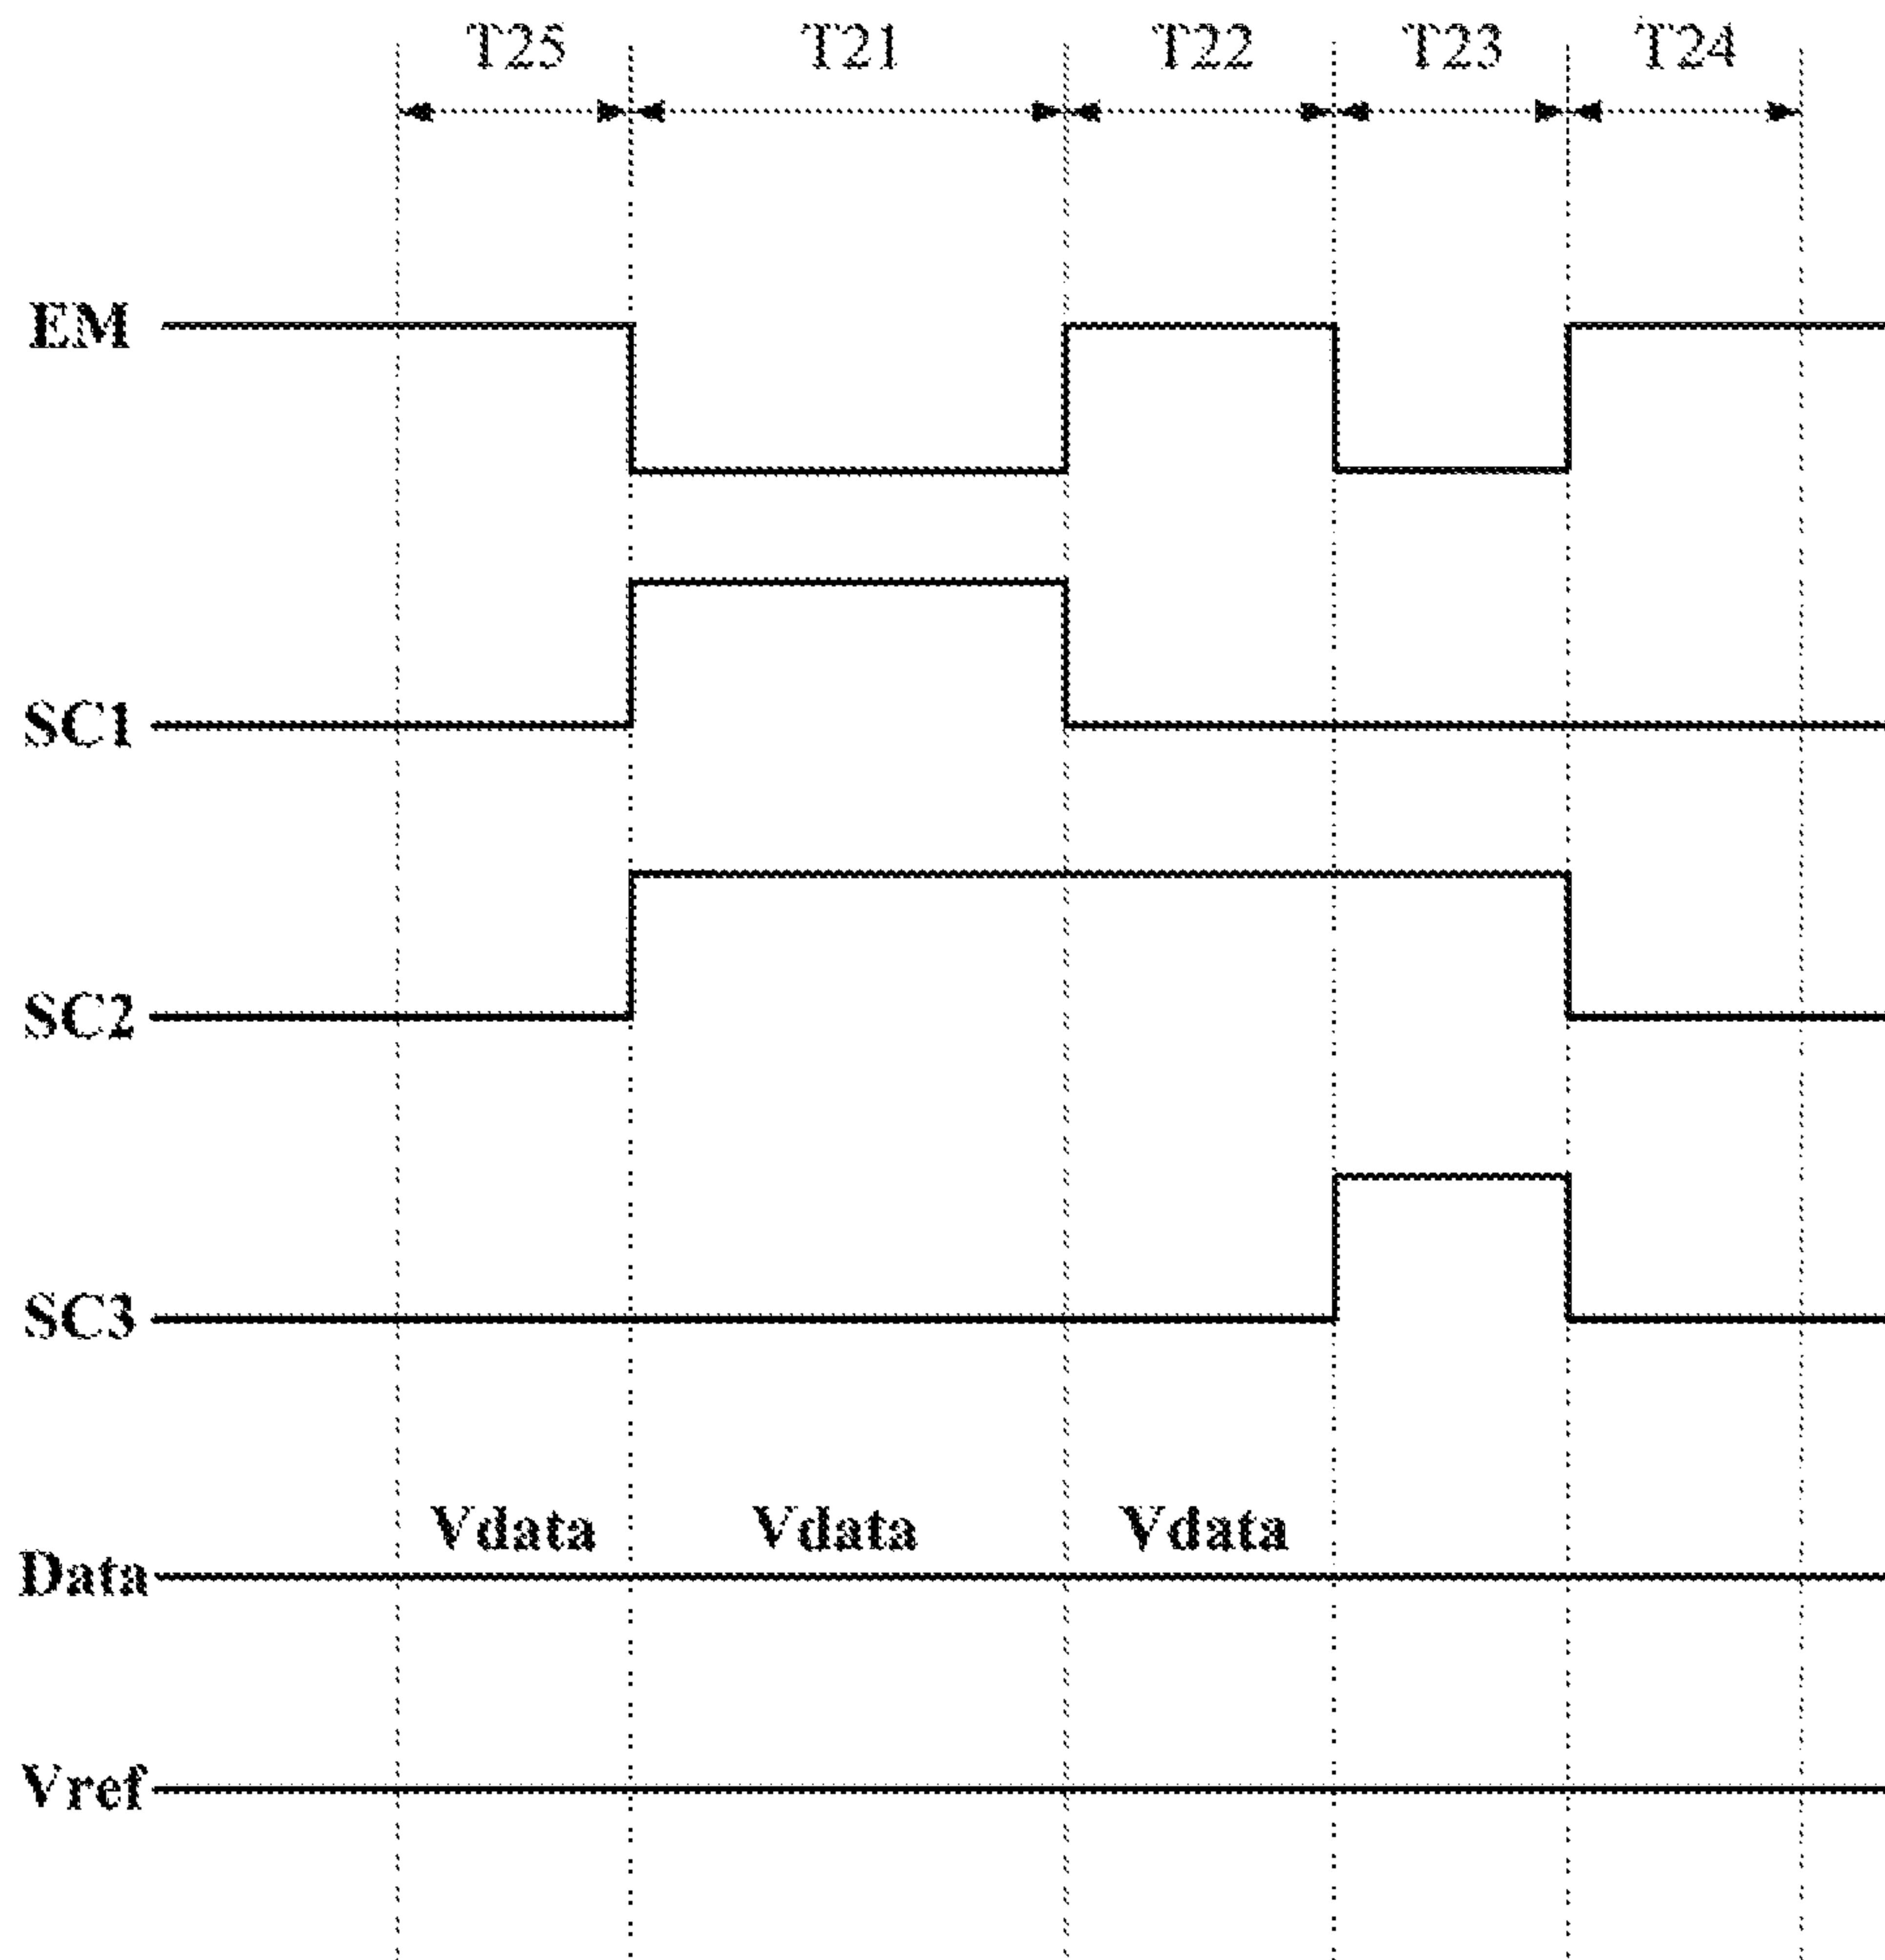 T25 T21 T22 T23 T24
EM
SC1
SC2
SC3
Vdata Vdata Vdata
Data
Vref